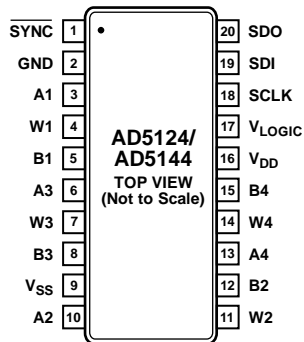 SYNC 1
GND 2
A1 3
W1 4
B1 5
A3 6
W3 7
B3 8
VSS 9
A2 10
AD5124/
AD5144
TOP VIEW
(Not to Scale)
20 SDO
19 SDI
18 SCLK
17 VLOGIC
16 VDD
15 B4
14 W4
13 A4
12 B2
11 W2